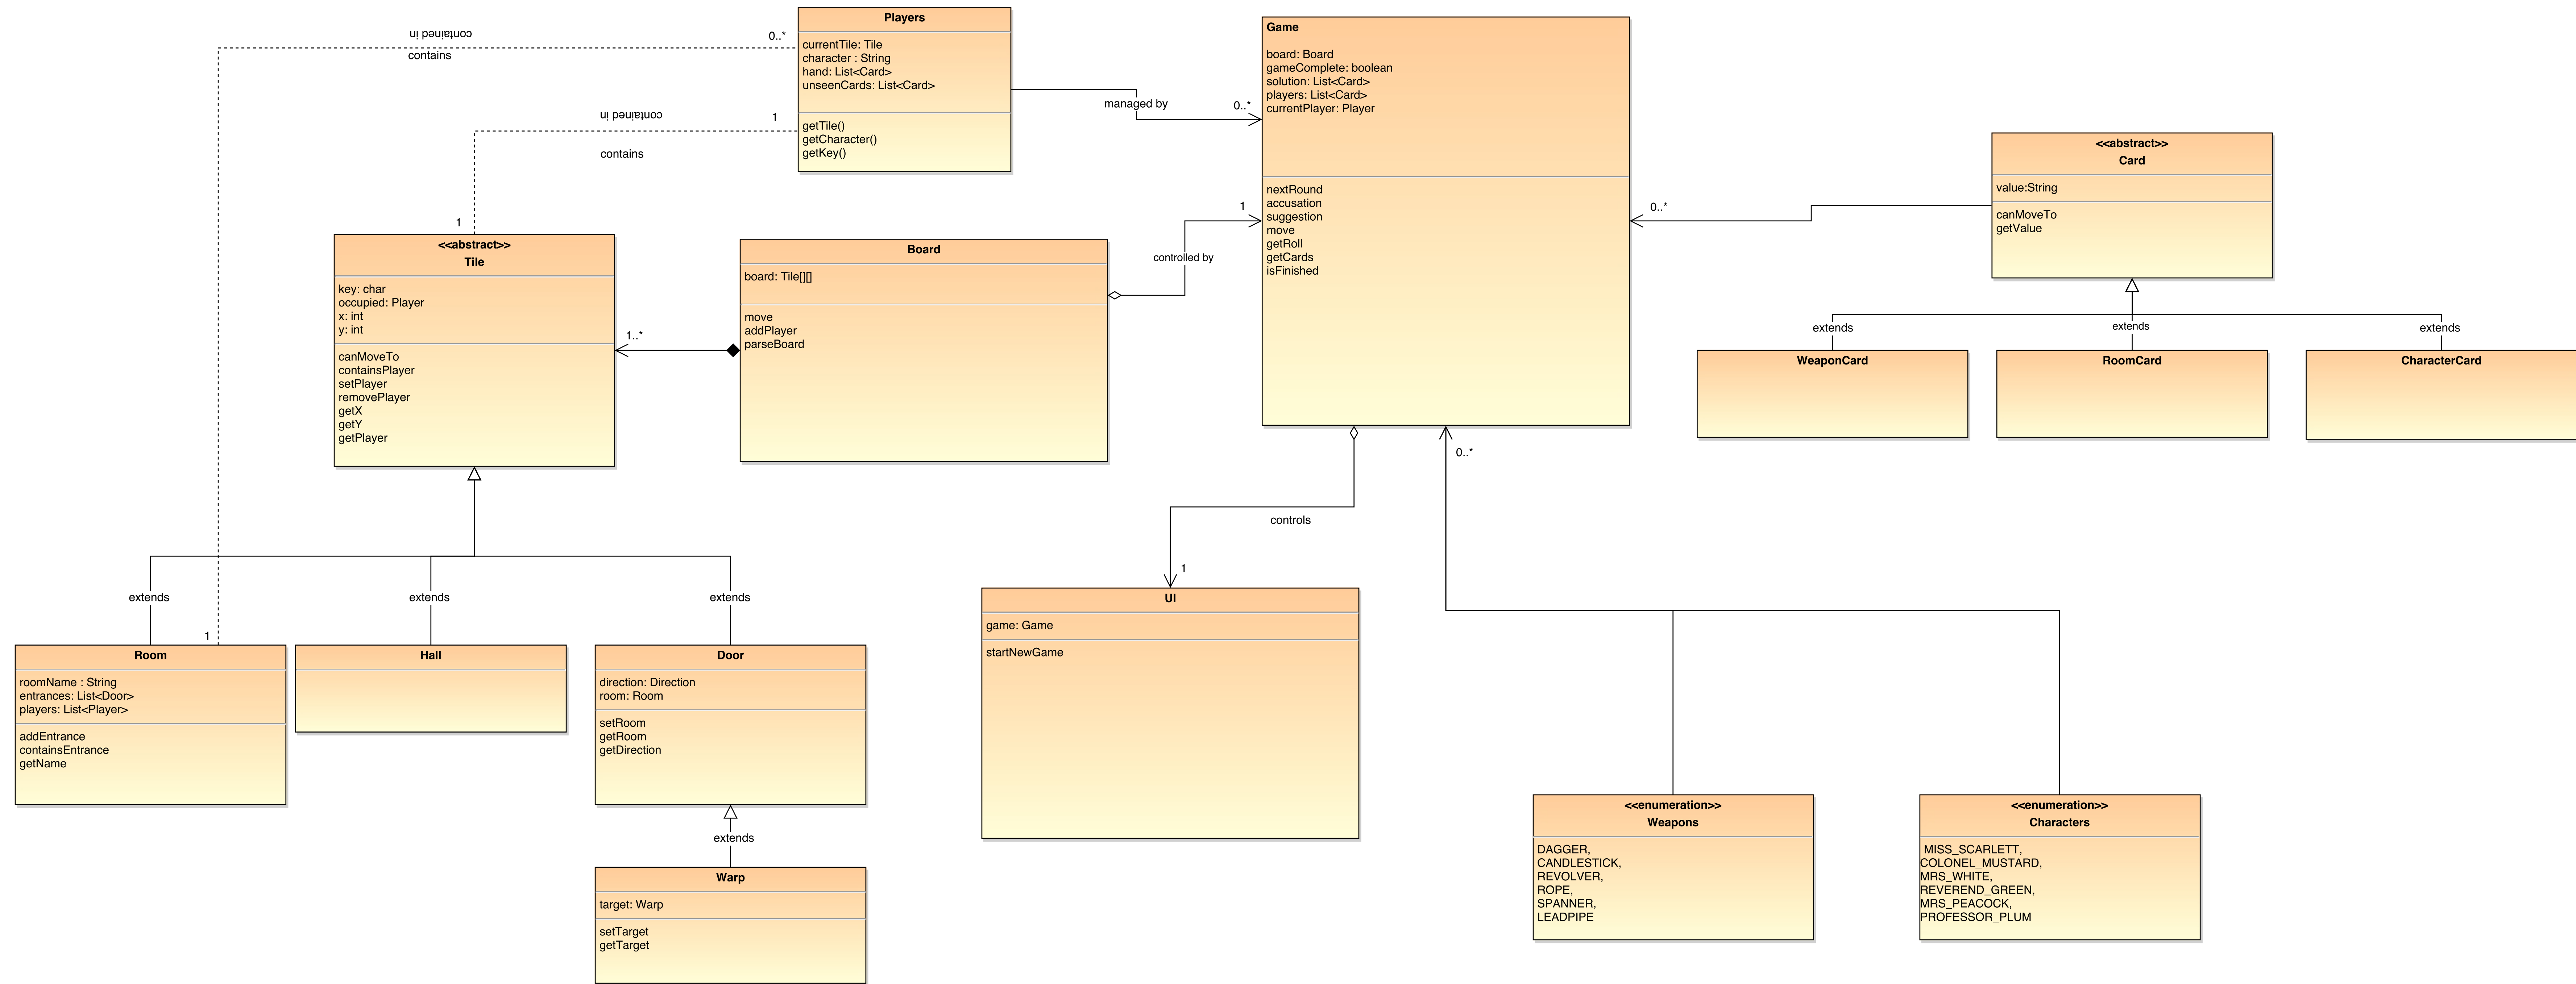 contained in
contains
0..*
contained in
1
contains
1
Players
currentTile: Tile
character : String
hand: List<Card>
unseenCards: List<Card>
getTile()
getCharacter()
getKey()
managed by
0..*
Game
board: Board
gameComplete: boolean
solution: List<Card>
players: List<Card>
currentPlayer: Player
nextRound
accusation
suggestion
move
getRoll
getCards
isFinished
0..*
<<abstract>>
Card
value:String
canMoveTo
getValue
extends
extends
extends
WeaponCard
RoomCard
CharacterCard
<<abstract>>
Tile
key: char
occupied: Player
x: int
y: int
canMoveTo
containsPlayer
setPlayer
removePlayer
getX
getY
getPlayer
1..*
Board
board: Tile[][]
move
addPlayer
parseBoard
1
controlled by
0..*
controls
1
extends
extends
extends
1
Room
roomName : String
entrances: List<Door>
players: List<Player>
addEntrance
containsEntrance
getName
Hall
Door
direction: Direction
room: Room
setRoom
getRoom
getDirection
extends
Warp
target: Warp
setTarget
getTarget
UI
game: Game
startNewGame
<<enumeration>>
Weapons
DAGGER,
CANDLESTICK,
REVOLVER,
ROPE,
SPANNER,
LEADPIPE
<<enumeration>>
Characters
MISS_SCARLETT,
COLONEL_MUSTARD,
MRS_WHITE,
REVEREND_GREEN,
MRS_PEACOCK,
PROFESSOR_PLUM